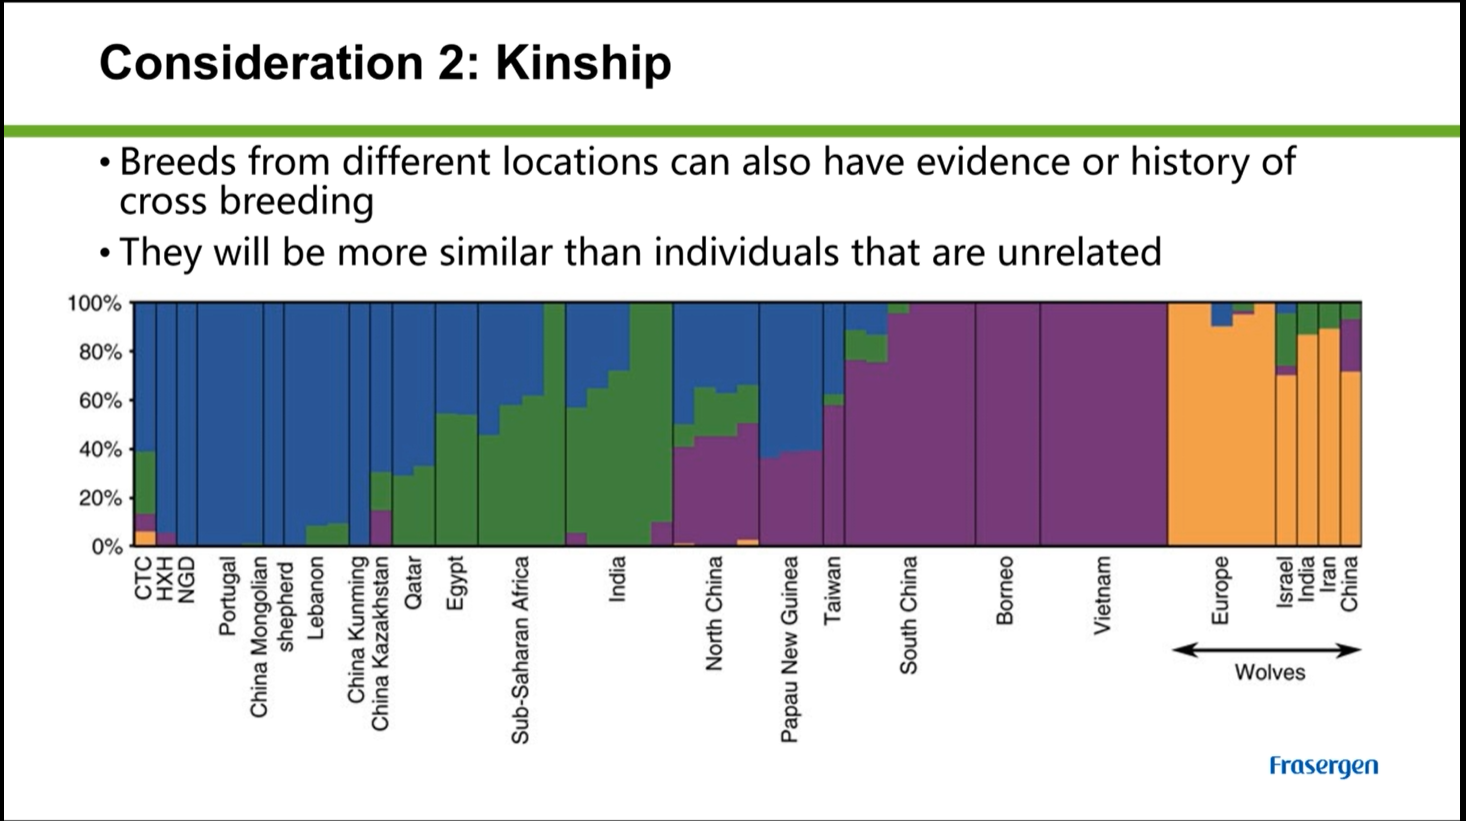 Consideration 2: Kinship
• Breeds from different locations can also have evidence or history of
cross breeding
• They will be more similar than individuals that are unrelated
100%
80%
60%
40%
20%
0%
CTC
HXH
NGD
Portugal
China Mongolian
shepherd
Lebanon
China Kunming
China Kazakhstan
Qatar
Egypt
Sub-Saharan Africa
India
North China
Papau New Guinea
Taiwan
South China
Borneo
Vietnam
Europe
Israel
India
Iran
China
Wolves
Frasergen